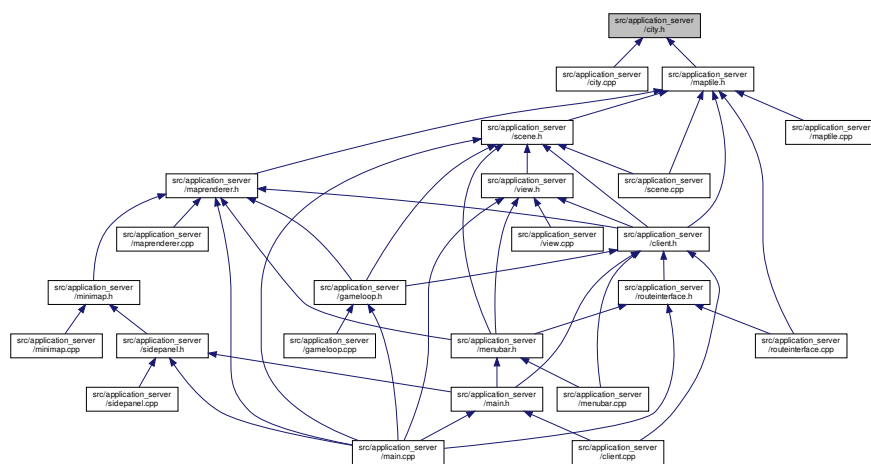 src/application_server
/city.h
src/application_server
/city.cpp
src/application_server
/maptile.h
src/application_server
/scene.h
src/application_server
/maptile.cpp
src/application_server
/maprenderer.h
src/application_server
/view.h
src/application_server
/scene.cpp
src/application_server
/maprenderer.cpp
src/application_server
/view.cpp
src/application_server
/client.h
src/application_server
/minimap.h
src/application_server
/gameloop.h
src/application_server
/routeinterface.h
src/application_server
/minimap.cpp
src/application_server
/sidepanel.h
src/application_server
/gameloop.cpp
src/application_server
/menubar.h
src/application_server
/routeinterface.cpp
src/application_server
/sidepanel.cpp
src/application_server
/main.h
src/application_server
/menubar.cpp
src/application_server
/main.cpp
src/application_server
/client.cpp